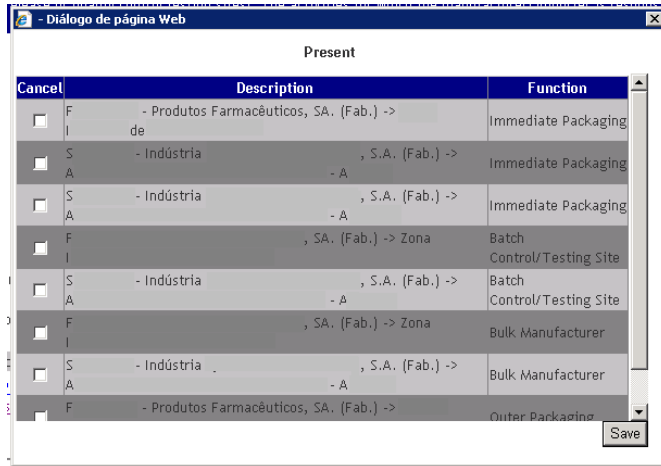 - Diálogo de página Web
Present
Cancel Description Function
F - Produtos Farmacêuticos, SA. (Fab.) ->
I de
Immediate Packaging
S - Indústria , S.A. (Fab.) ->
A - A
Immediate Packaging
S - Indústria , S.A. (Fab.) ->
A - A
Immediate Packaging
F , SA. (Fab.) -> Zona
I
Batch
Control/Testing Site
S - Indústria , S.A. (Fab.) ->
A - A
Batch
Control/Testing Site
F , SA. (Fab.) -> Zona
I
Bulk Manufacturer
S - Indústria , S.A. (Fab.) ->
A - A
Bulk Manufacturer
F - Produtos Farmacêuticos, SA. (Fab.) ->
Outer Packaging
Save